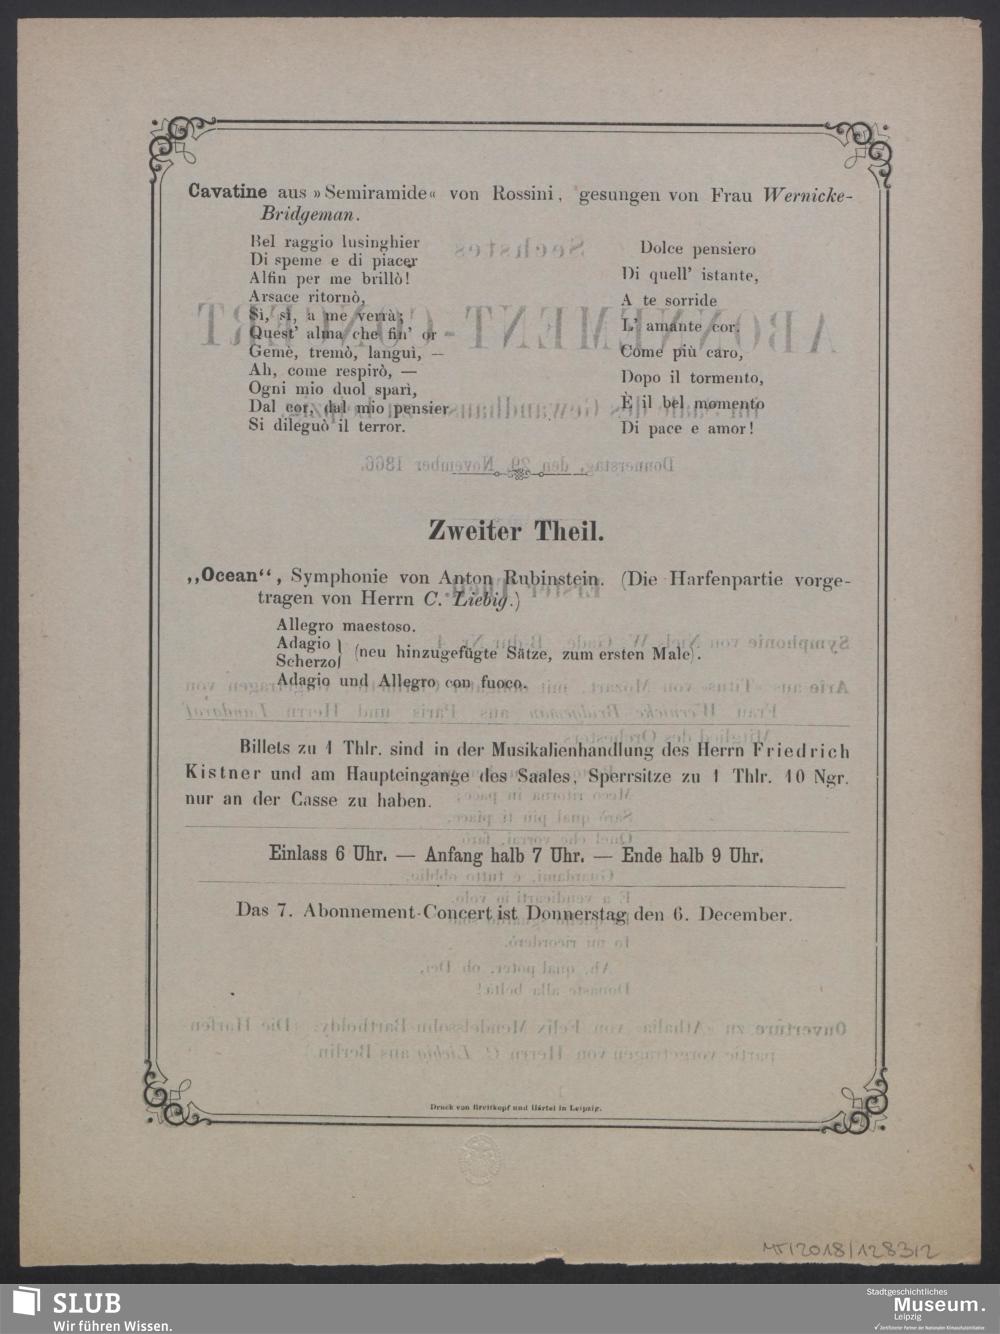 Cavatine aus »Semiramide« von Rossini, gesungen von Frau Wernicke-
Bridgeman.
Bel raggio lusinghier
Di speme e di piacer
Alfin per me brillò!
Arsace ritornò,
Sì, sì, a me verrà;
Quest' alma che fin' or
Gemè, tremò, languì, —
Ah, come respirò, —
Ogni mio duol sparì,
Dal cor, dal mio pensier
Si dileguò il terror.
Dolce pensiero
Di quell' istante,
A te sorride
L' amante cor.
Come più caro,
Dopo il tormento,
È il bel momento
Di pace e amor!
Zweiter Theil.
„Ocean“, Symphonie von Anton Rubinstein. (Die Harfenpartie vorge-
tragen von Herrn C. Liebig.)
Allegro maestoso.
Adagio
Scherzo
(neu hinzugefügte Sätze, zum ersten Male).
Adagio und Allegro con fuoco.
Billets zu 1 Thlr. sind in der Musikalienhandlung des Herrn Friedrich
Kistner und am Haupteingange des Saales, Sperrsitze zu 1 Thlr. 10 Ngr.
nur an der Casse zu haben.
Einlass 6 Uhr. — Anfang halb 7 Uhr. — Ende halb 9 Uhr.
Das 7. Abonnement-Concert ist Donnerstag den 6. December.
Druck von Breitkopf und Härtel in Leipzig.
MT/2018/128312
SLUB
Wir führen Wissen.
Stadtgeschichtliches
Museum.
Leipzig